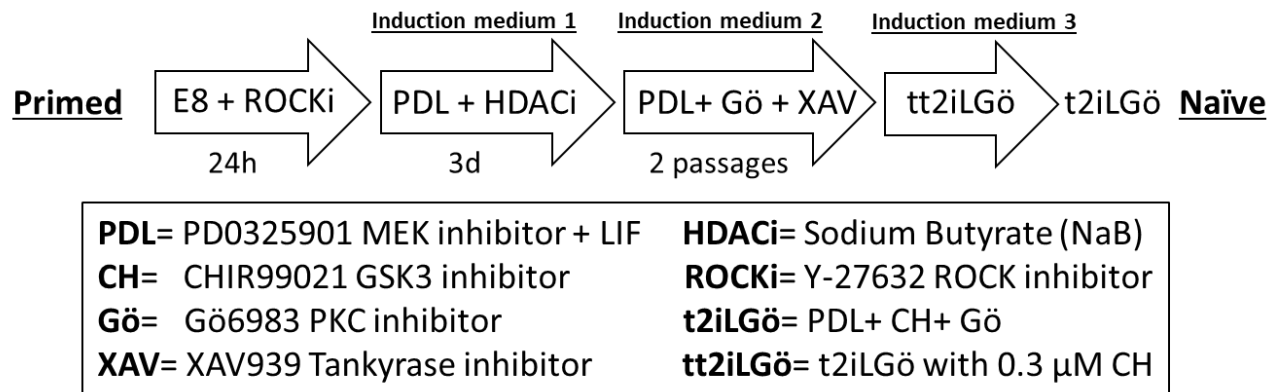 Induction medium 1 Induction medium 2 Induction medium 3
Primed E8 + ROCKi PDL + HDACi PDL+ Gö + XAV tt2iLGö t2iLGö Naïve
24h 3d 2 passages
PDL= PD0325901 MEK inhibitor + LIF
CH= CHIR99021 GSK3 inhibitor
Gö= Gö6983 PKC inhibitor
XAV= XAV939 Tankyrase inhibitor
HDACi= Sodium Butyrate (NaB)
ROCKi= Y-27632 ROCK inhibitor
t2iLGö= PDL+ CH+ Gö
tt2iLGö= t2iLGö with 0.3 µM CH